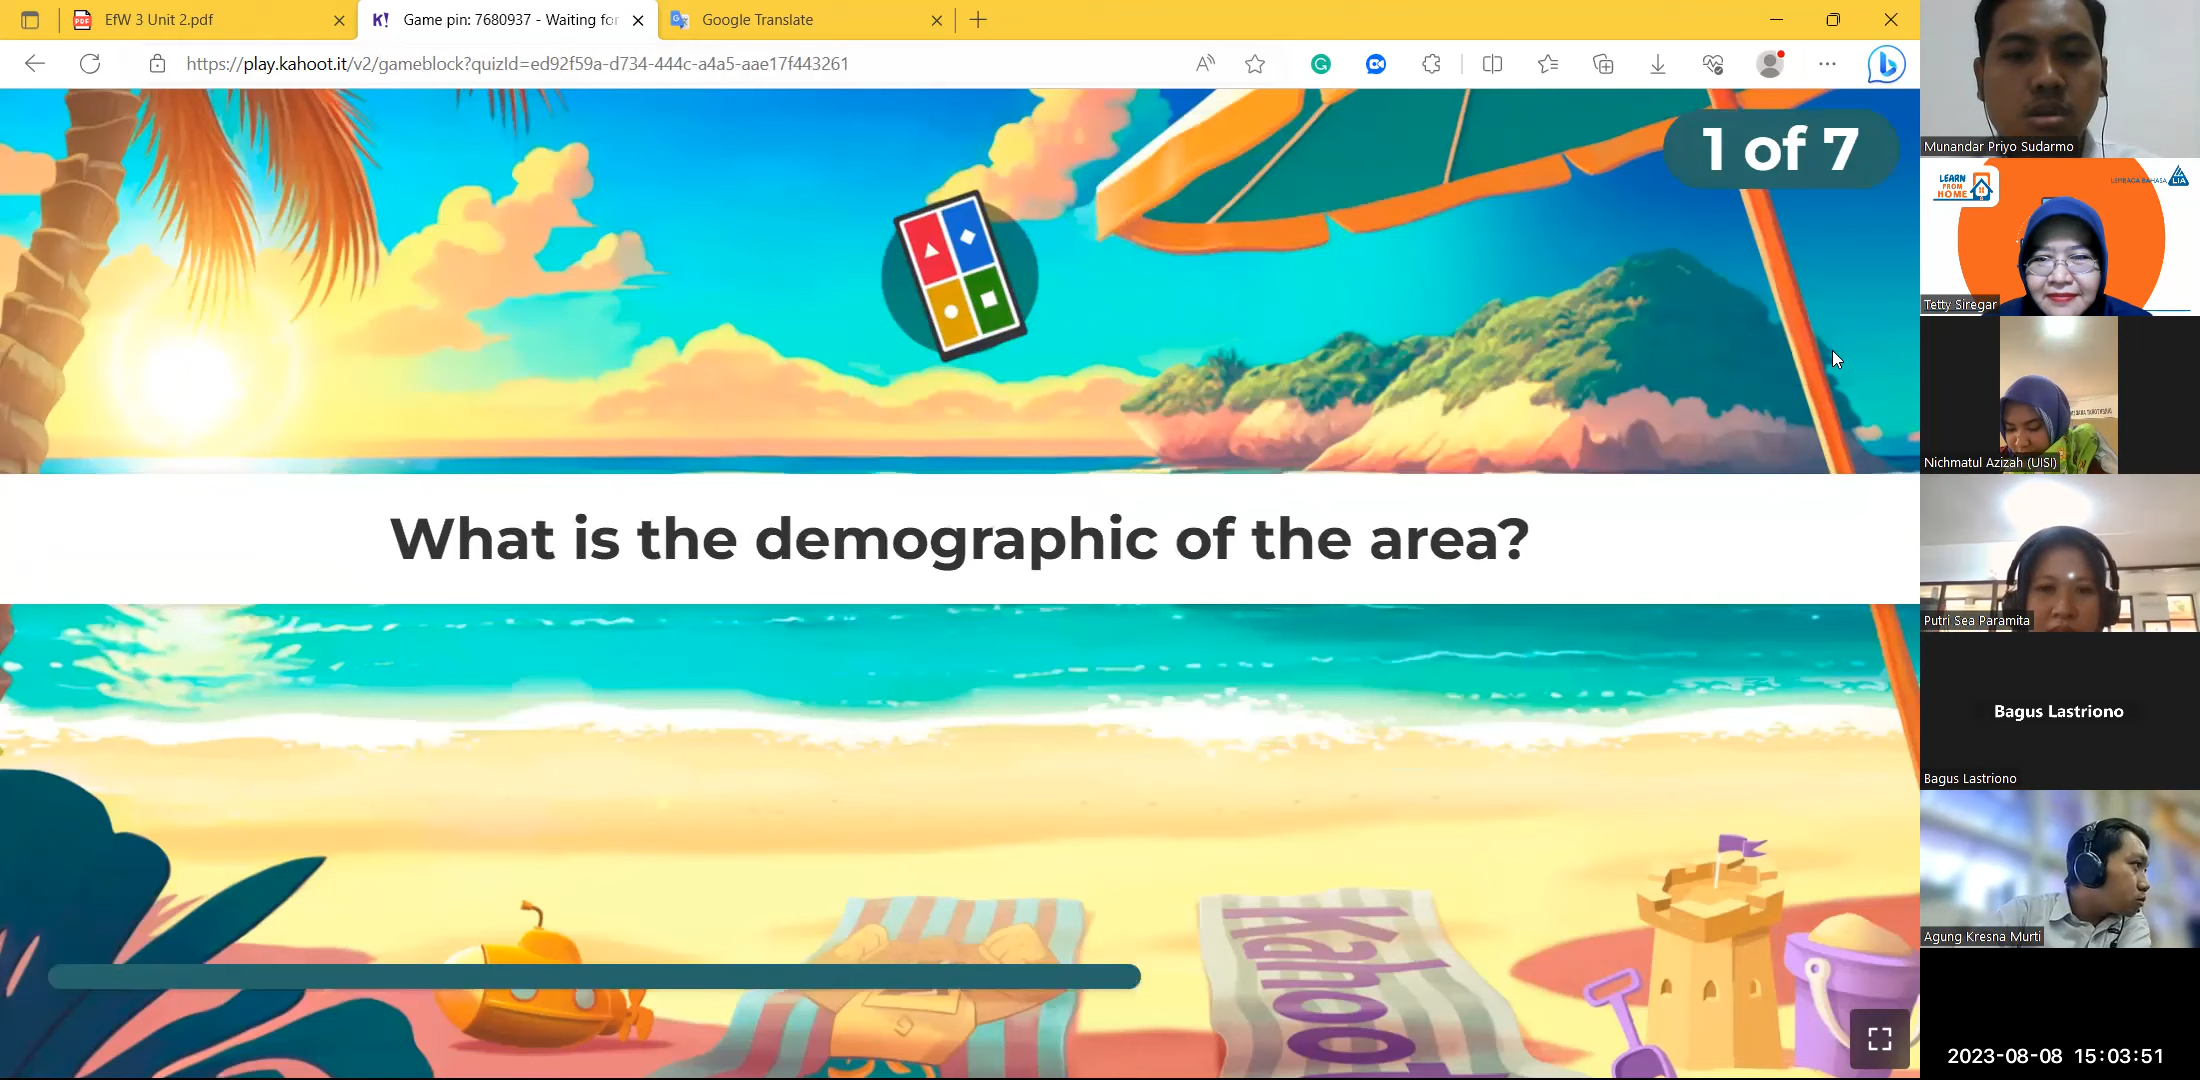 EfW 3 Unit 2.pdf
Game pin: 7680937 - Waiting for
Google Translate
https://play.kahoot.it/v2/gameblock?quizId=ed92f59a-d734-444c-a4a5-aae17f443261
1 of 7
What is the demographic of the area?
Kahoot
Munandar Priyo Sudarmo
LEARN
FROM
HOME
LEMBAGA BAHASA LIA
Tetty Siregar
Nichmatul Azizah (UISI)
Putri Sea Paramita
Bagus Lastriono
Bagus Lastriono
Agung Kresna Murti
2023-08-08 15:03:51